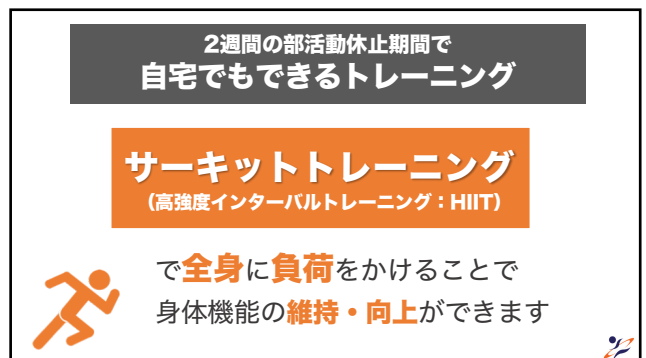 2週間の部活動休止期間で
自宅でもできるトレーニング
サーキットトレーニング
（高強度インターバルトレーニング：HIIT）
で全身に負荷をかけることで
身体機能の維持・向上ができます